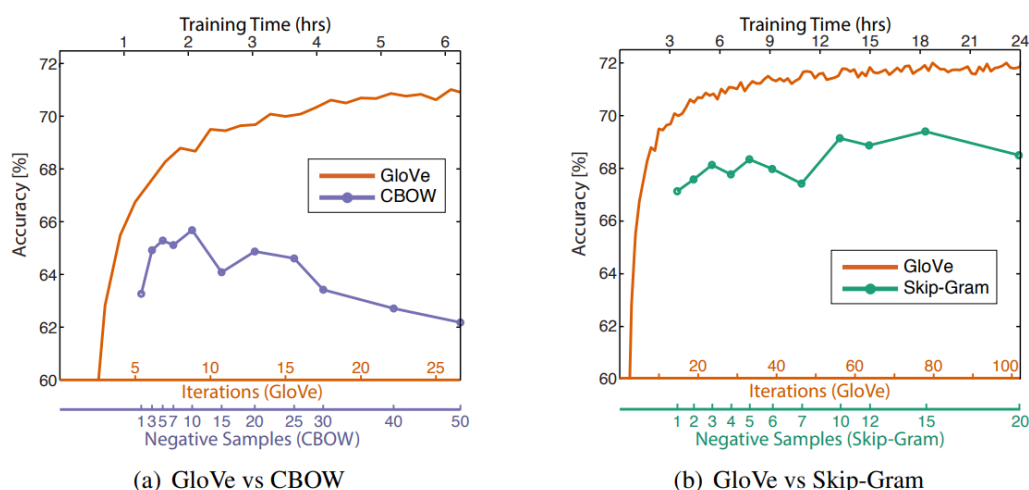 Training Time (hrs)
1 2 3 4 5 6
72
70
68
66
64
62
60
Accuracy [%]
GloVe
CBOW
5 10 15 20 25
Iterations (GloVe)
1 3 5 7 10 15 20 25 30 40 50
Negative Samples (CBOW)
(a) GloVe vs CBOW
Training Time (hrs)
3 6 9 12 15 18 21 24
72
70
68
66
64
62
60
Accuracy [%]
GloVe
Skip-Gram
20 40 60 80 100
Iterations (GloVe)
1 2 3 4 5 6 7 10 12 15 20
Negative Samples (Skip-Gram)
(b) GloVe vs Skip-Gram